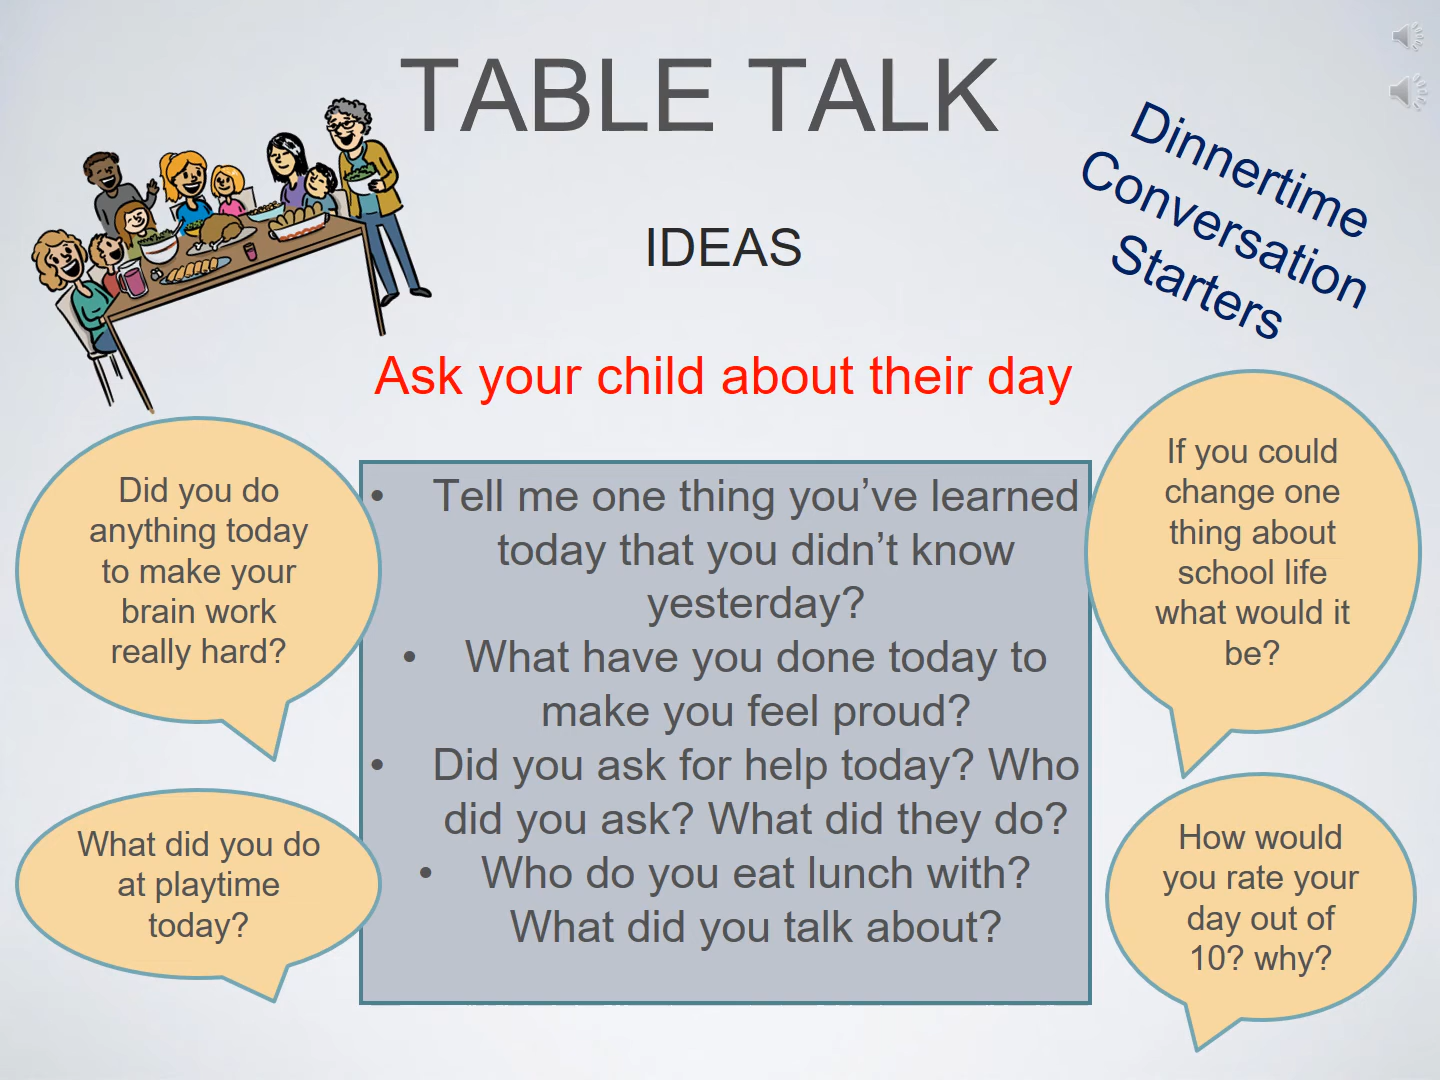 TABLE TALK
Dinnertime
Conversation
Starters
IDEAS
Ask your child about their day
Did you do
anything today
to make your
brain work
really hard?
What did you do
at playtime
today?
• Tell me one thing you’ve learned
today that you didn’t know
yesterday?
• What have you done today to
make you feel proud?
• Did you ask for help today? Who
did you ask? What did they do?
• Who do you eat lunch with?
What did you talk about?
If you could
change one
thing about
school life
what would it
be?
How would
you rate your
day out of
10? why?